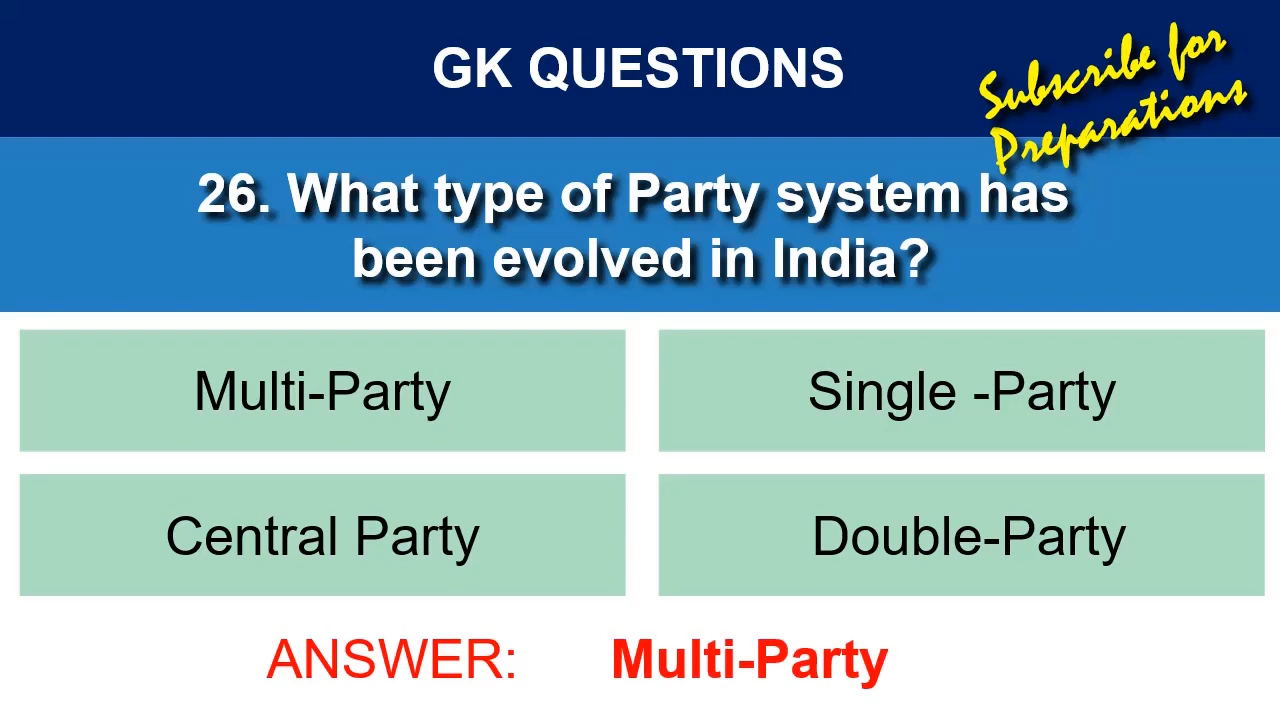 GK QUESTIONS
Subscribe for
Preparations
26. What type of Party system has
been evolved in India?
Multi-Party
Single -Party
Central Party
Double-Party
ANSWER: Multi-Party